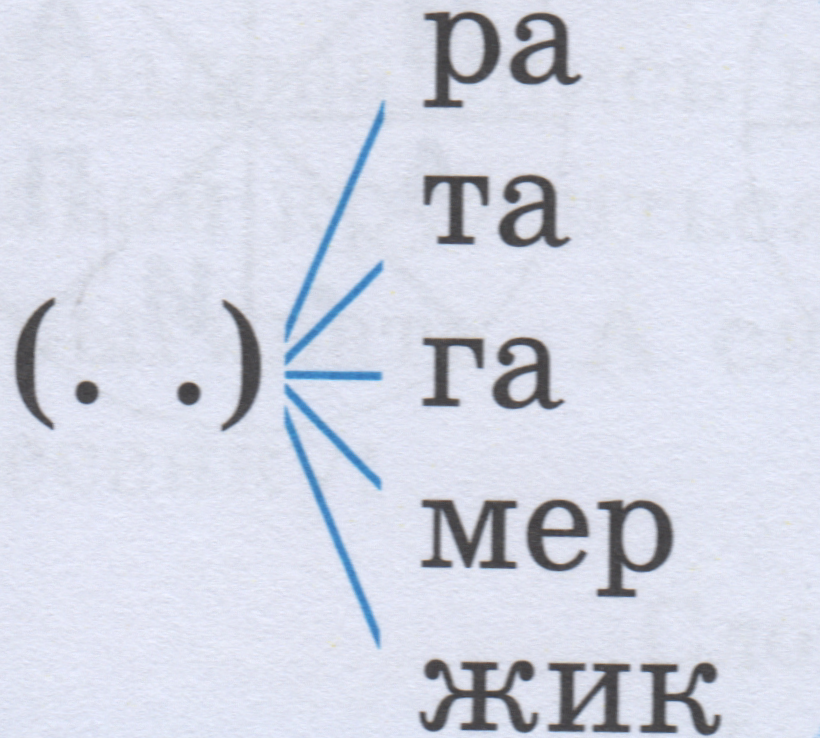 ра
та
(. .) га
мер
жик